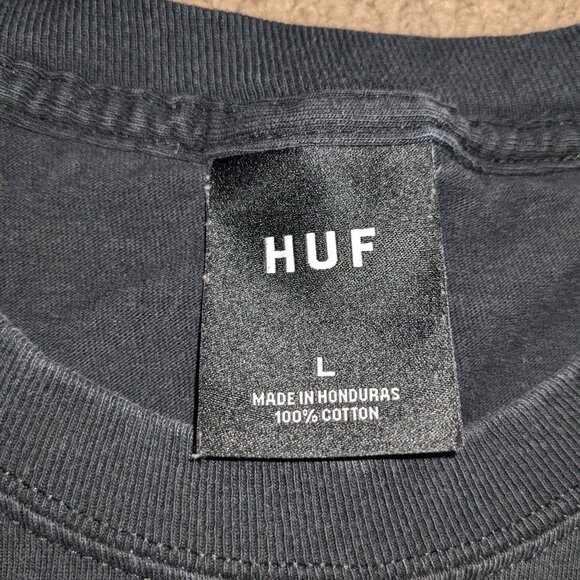 HUF
L
MADE IN HONDURAS
100% COTTON